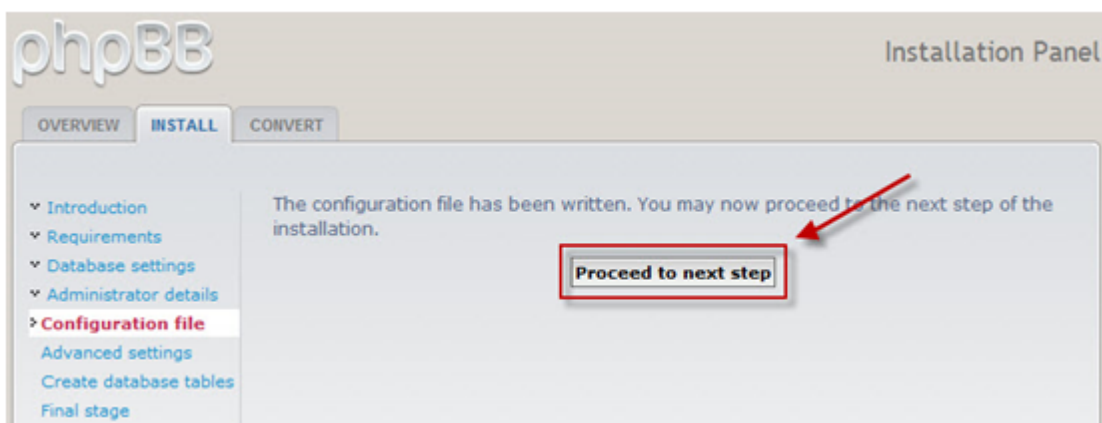 phpBB
Installation Panel
OVERVIEW INSTALL CONVERT
Introduction
Requirements
Database settings
Administrator details
Configuration file
Advanced settings
Create database tables
Final stage
The configuration file has been written. You may now proceed to the next step of the
installation.
Proceed to next step